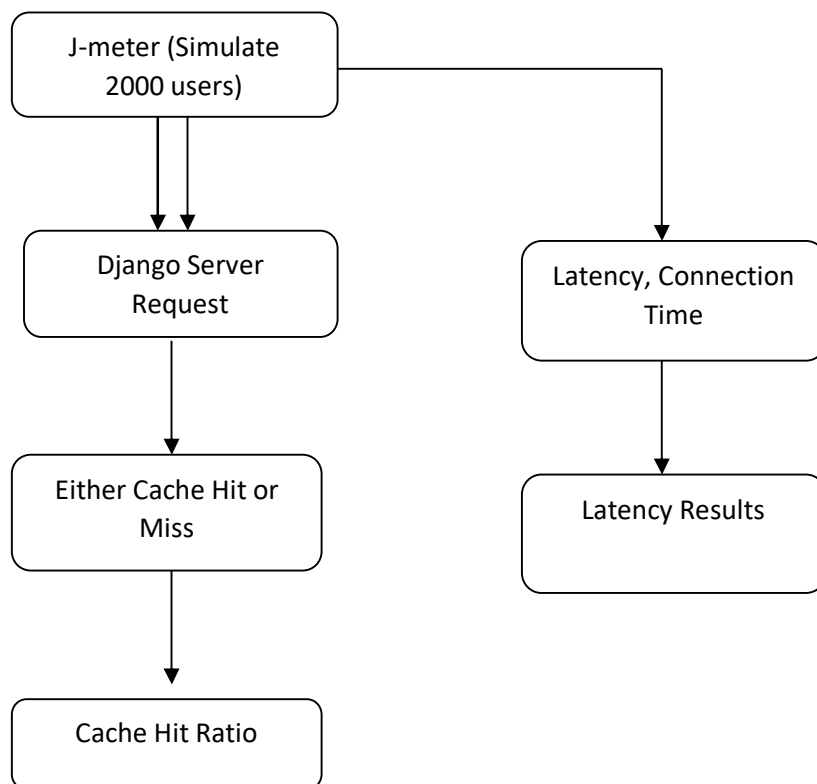 J-meter (Simulate
2000 users)
Django Server
Request
Latency, Connection
Time
Either Cache Hit or
Miss
Latency Results
Cache Hit Ratio